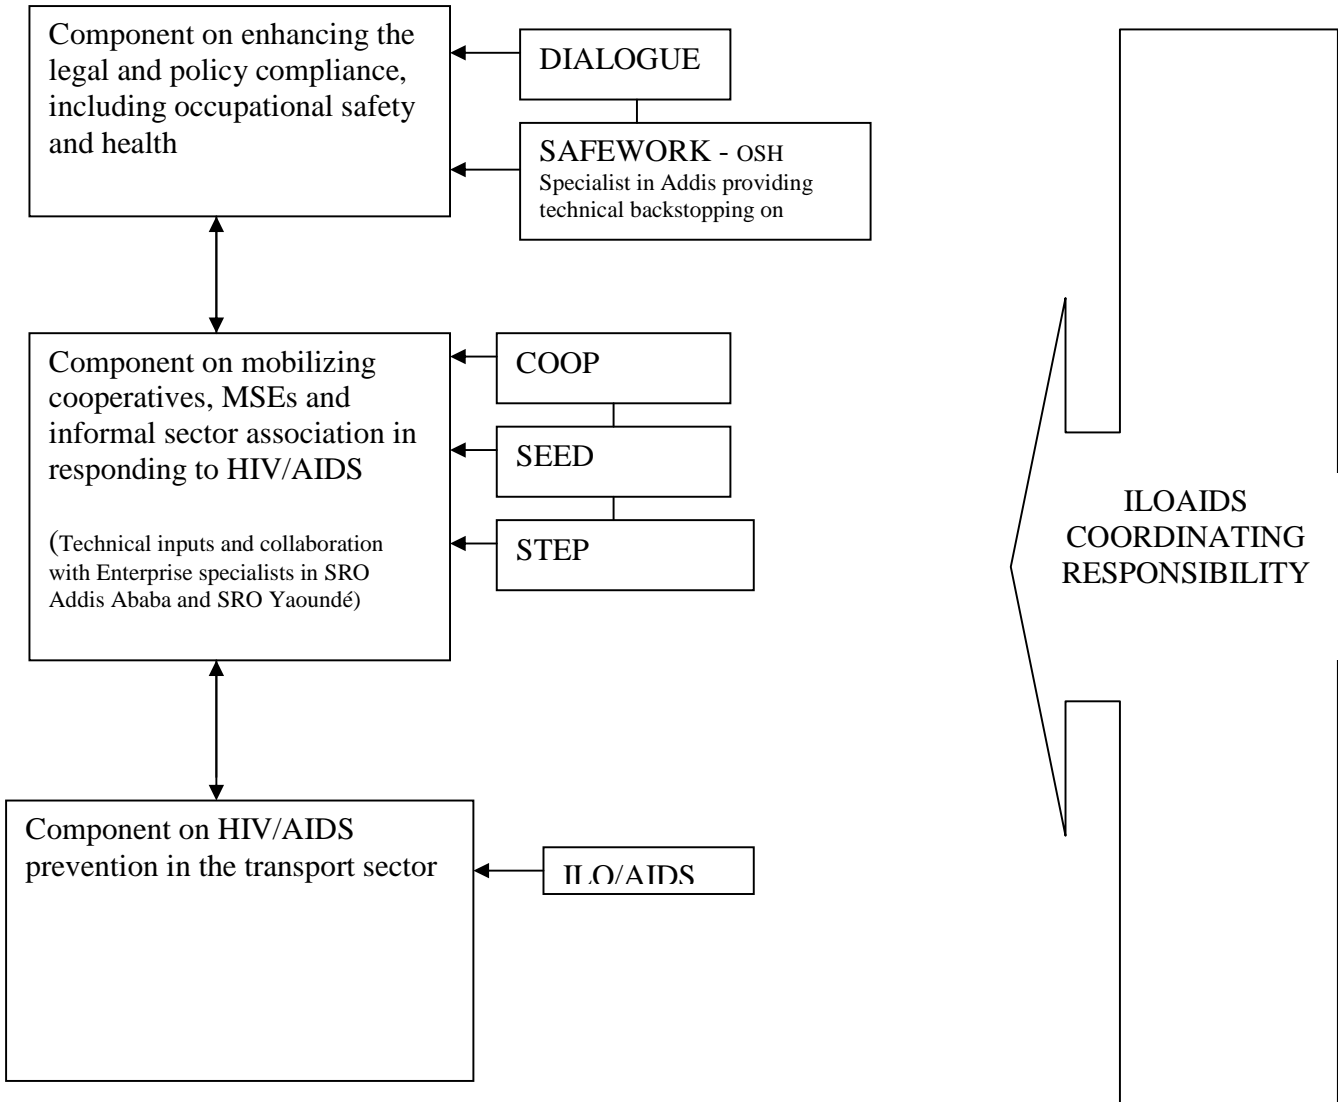 Component on enhancing the
legal and policy compliance,
including occupational safety
and health
DIALOGUE
SAFEWORK - OSH
Specialist in Addis providing
technical backstopping on
Component on mobilizing
cooperatives, MSEs and
informal sector association in
responding to HIV/AIDS
(Technical inputs and collaboration
with Enterprise specialists in SRO
Addis Ababa and SRO Yaoundé)
COOP
SEED
STEP
ILOAIDS
COORDINATING
RESPONSIBILITY
Component on HIV/AIDS
prevention in the transport sector
ILO/AIDS